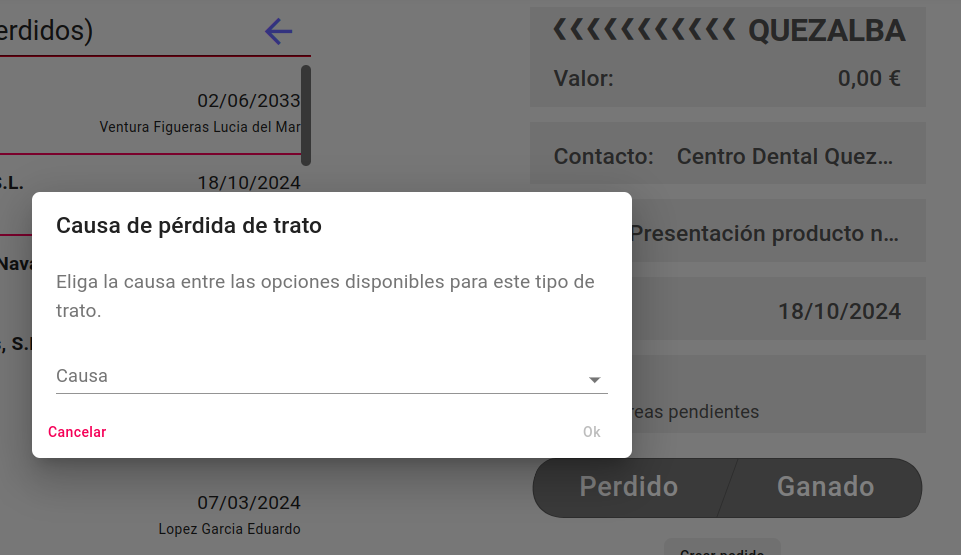 erdidos)
02/06/2033
Ventura Figueras Lucia del Mar
S.L.
18/10/2024
Nava
, S.L
07/03/2024
Lopez Garcia Eduardo
Causa de pérdida de trato
Eliga la causa entre las opciones disponibles para este tipo de
trato.
Causa
Cancelar
Ok
QUEZALBA
Valor:
0,00 €
Contacto:
Centro Dental Quez...
Presentación producto n...
18/10/2024
reas pendientes
Perdido
Ganado
Crear pedido